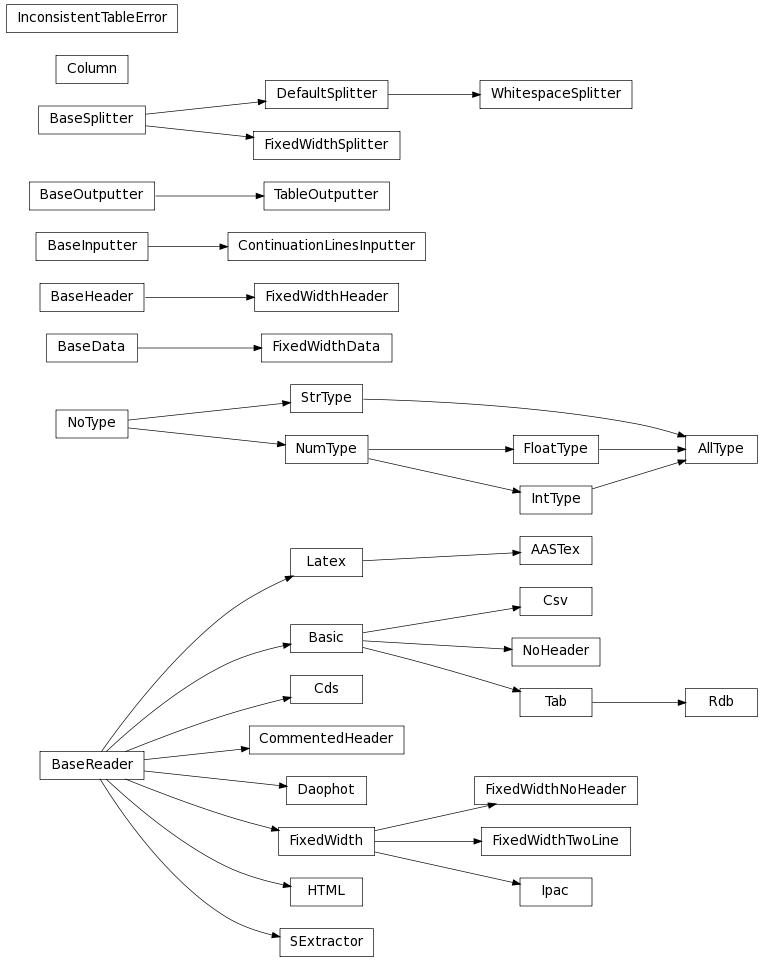 InconsistentTableError
Column
DefaultSplitter
WhitespaceSplitter
BaseSplitter
FixedWidthSplitter
BaseOutputter
TableOutputter
BaseInputter
ContinuationLinesInputter
BaseHeader
FixedWidthHeader
BaseData
FixedWidthData
StrType
NoType
NumType
FloatType
AllType
IntType
Latex
AASTex
Csv
Basic
NoHeader
Cds
Tab
Rdb
CommentedHeader
BaseReader
Daophot
FixedWidthNoHeader
FixedWidth
FixedWidthTwoLine
HTML
Ipac
SExtractor